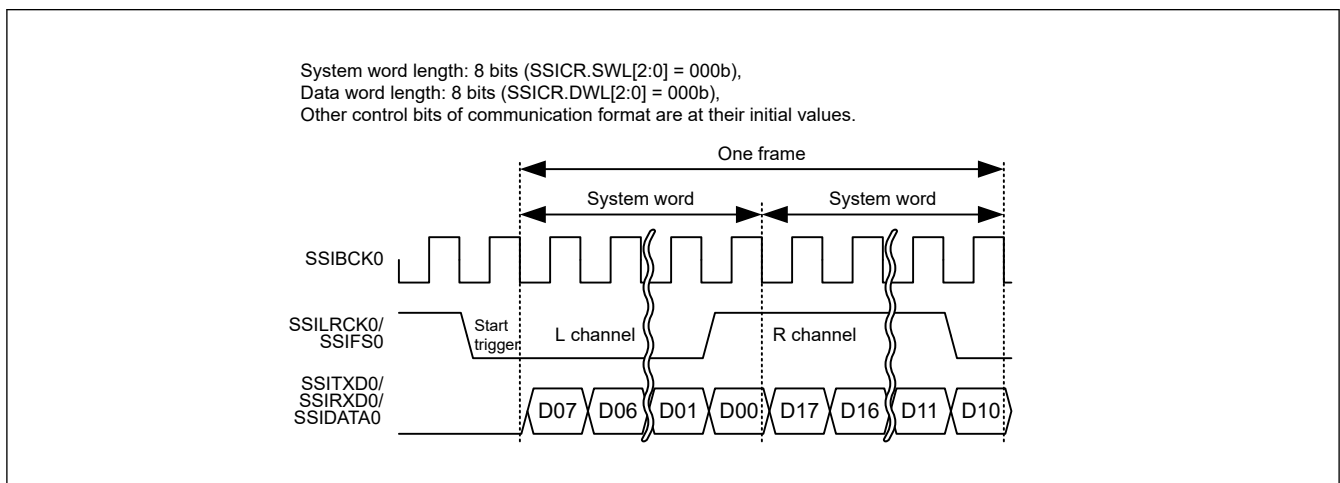 System word length: 8 bits (SSICR.SWL[2:0] = 000b),
Data word length: 8 bits (SSICR.DWL[2:0] = 000b),
Other control bits of communication format are at their initial values.
One frame
System word System word
SSIBCK0
SSILRCK0/
SSIFS0
Start
trigger
L channel R channel
SSITXD0/
SSIRXD0/
SSIDATA0
D07 D06 D01 D00 D17 D16 D11 D10